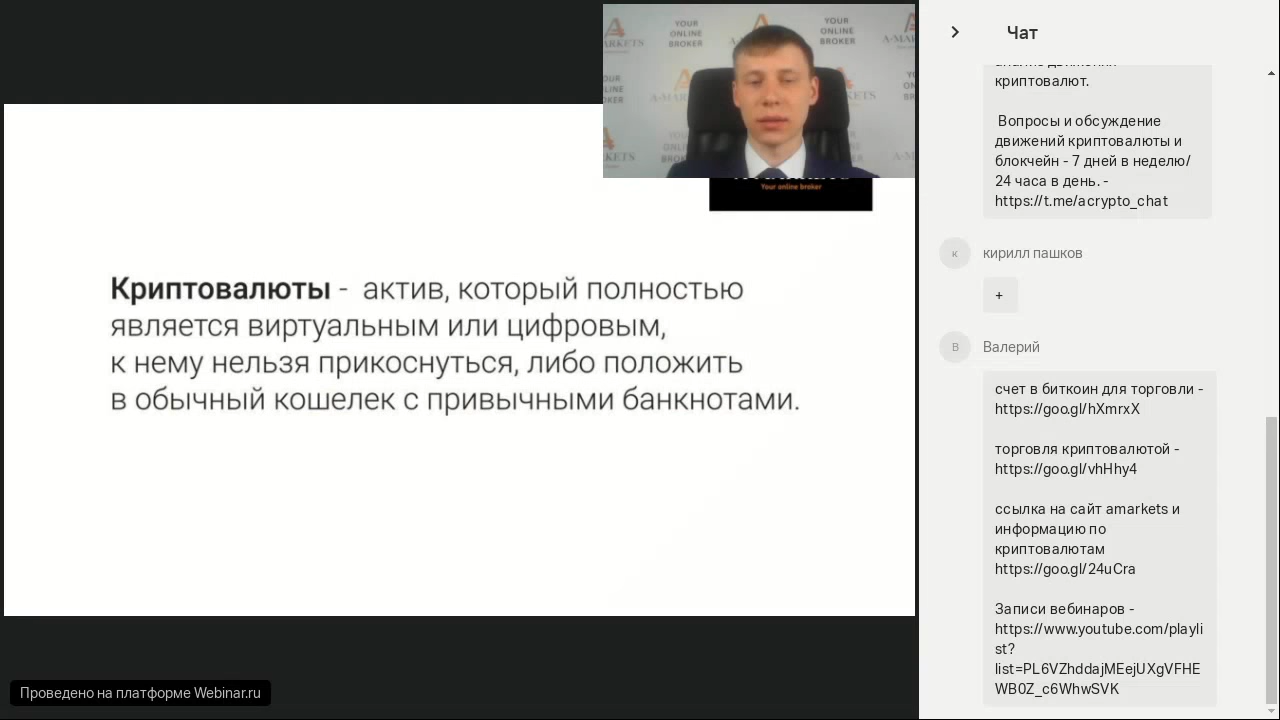 YOUR
ONLINE
BROKER
YOUR
ONLINE
BROKER
Your online broker
Криптовалюты - актив, который полностью
является виртуальным или цифровым,
к нему нельзя прикоснуться, либо положить
в обычный кошелек с привычными банкнотами.
Проведено на платформе Webinar.ru
Чат
криптовалют.
Вопросы и обсуждение
движений криптовалюты и
блокчейн - 7 дней в неделю/
24 часа в день. -
https://t.me/acrypto_chat
к
кирилл пашков
+
В
Валерий
счет в биткоин для торговли -
https://goo.gl/hXmrxX
торговля криптовалютой -
https://goo.gl/vhHhy4
ссылка на сайт amarkets и
информацию по
криптовалютам
https://goo.gl/24uCra
Записи вебинаров -
https://www.youtube.com/playli
st?
list=PL6VZhddajMEejUXgVFHE
WB0Z_c6WhwSVK